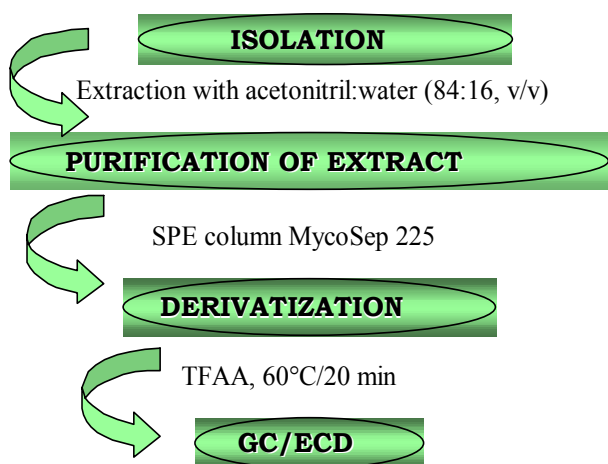 ISOLATION
Extraction with acetonitril:water (84:16, v/v)
PURIFICATION OF EXTRACT
SPE column MycoSep 225
DERIVATIZATION
TFAA, 60°C/20 min
GC/ECD